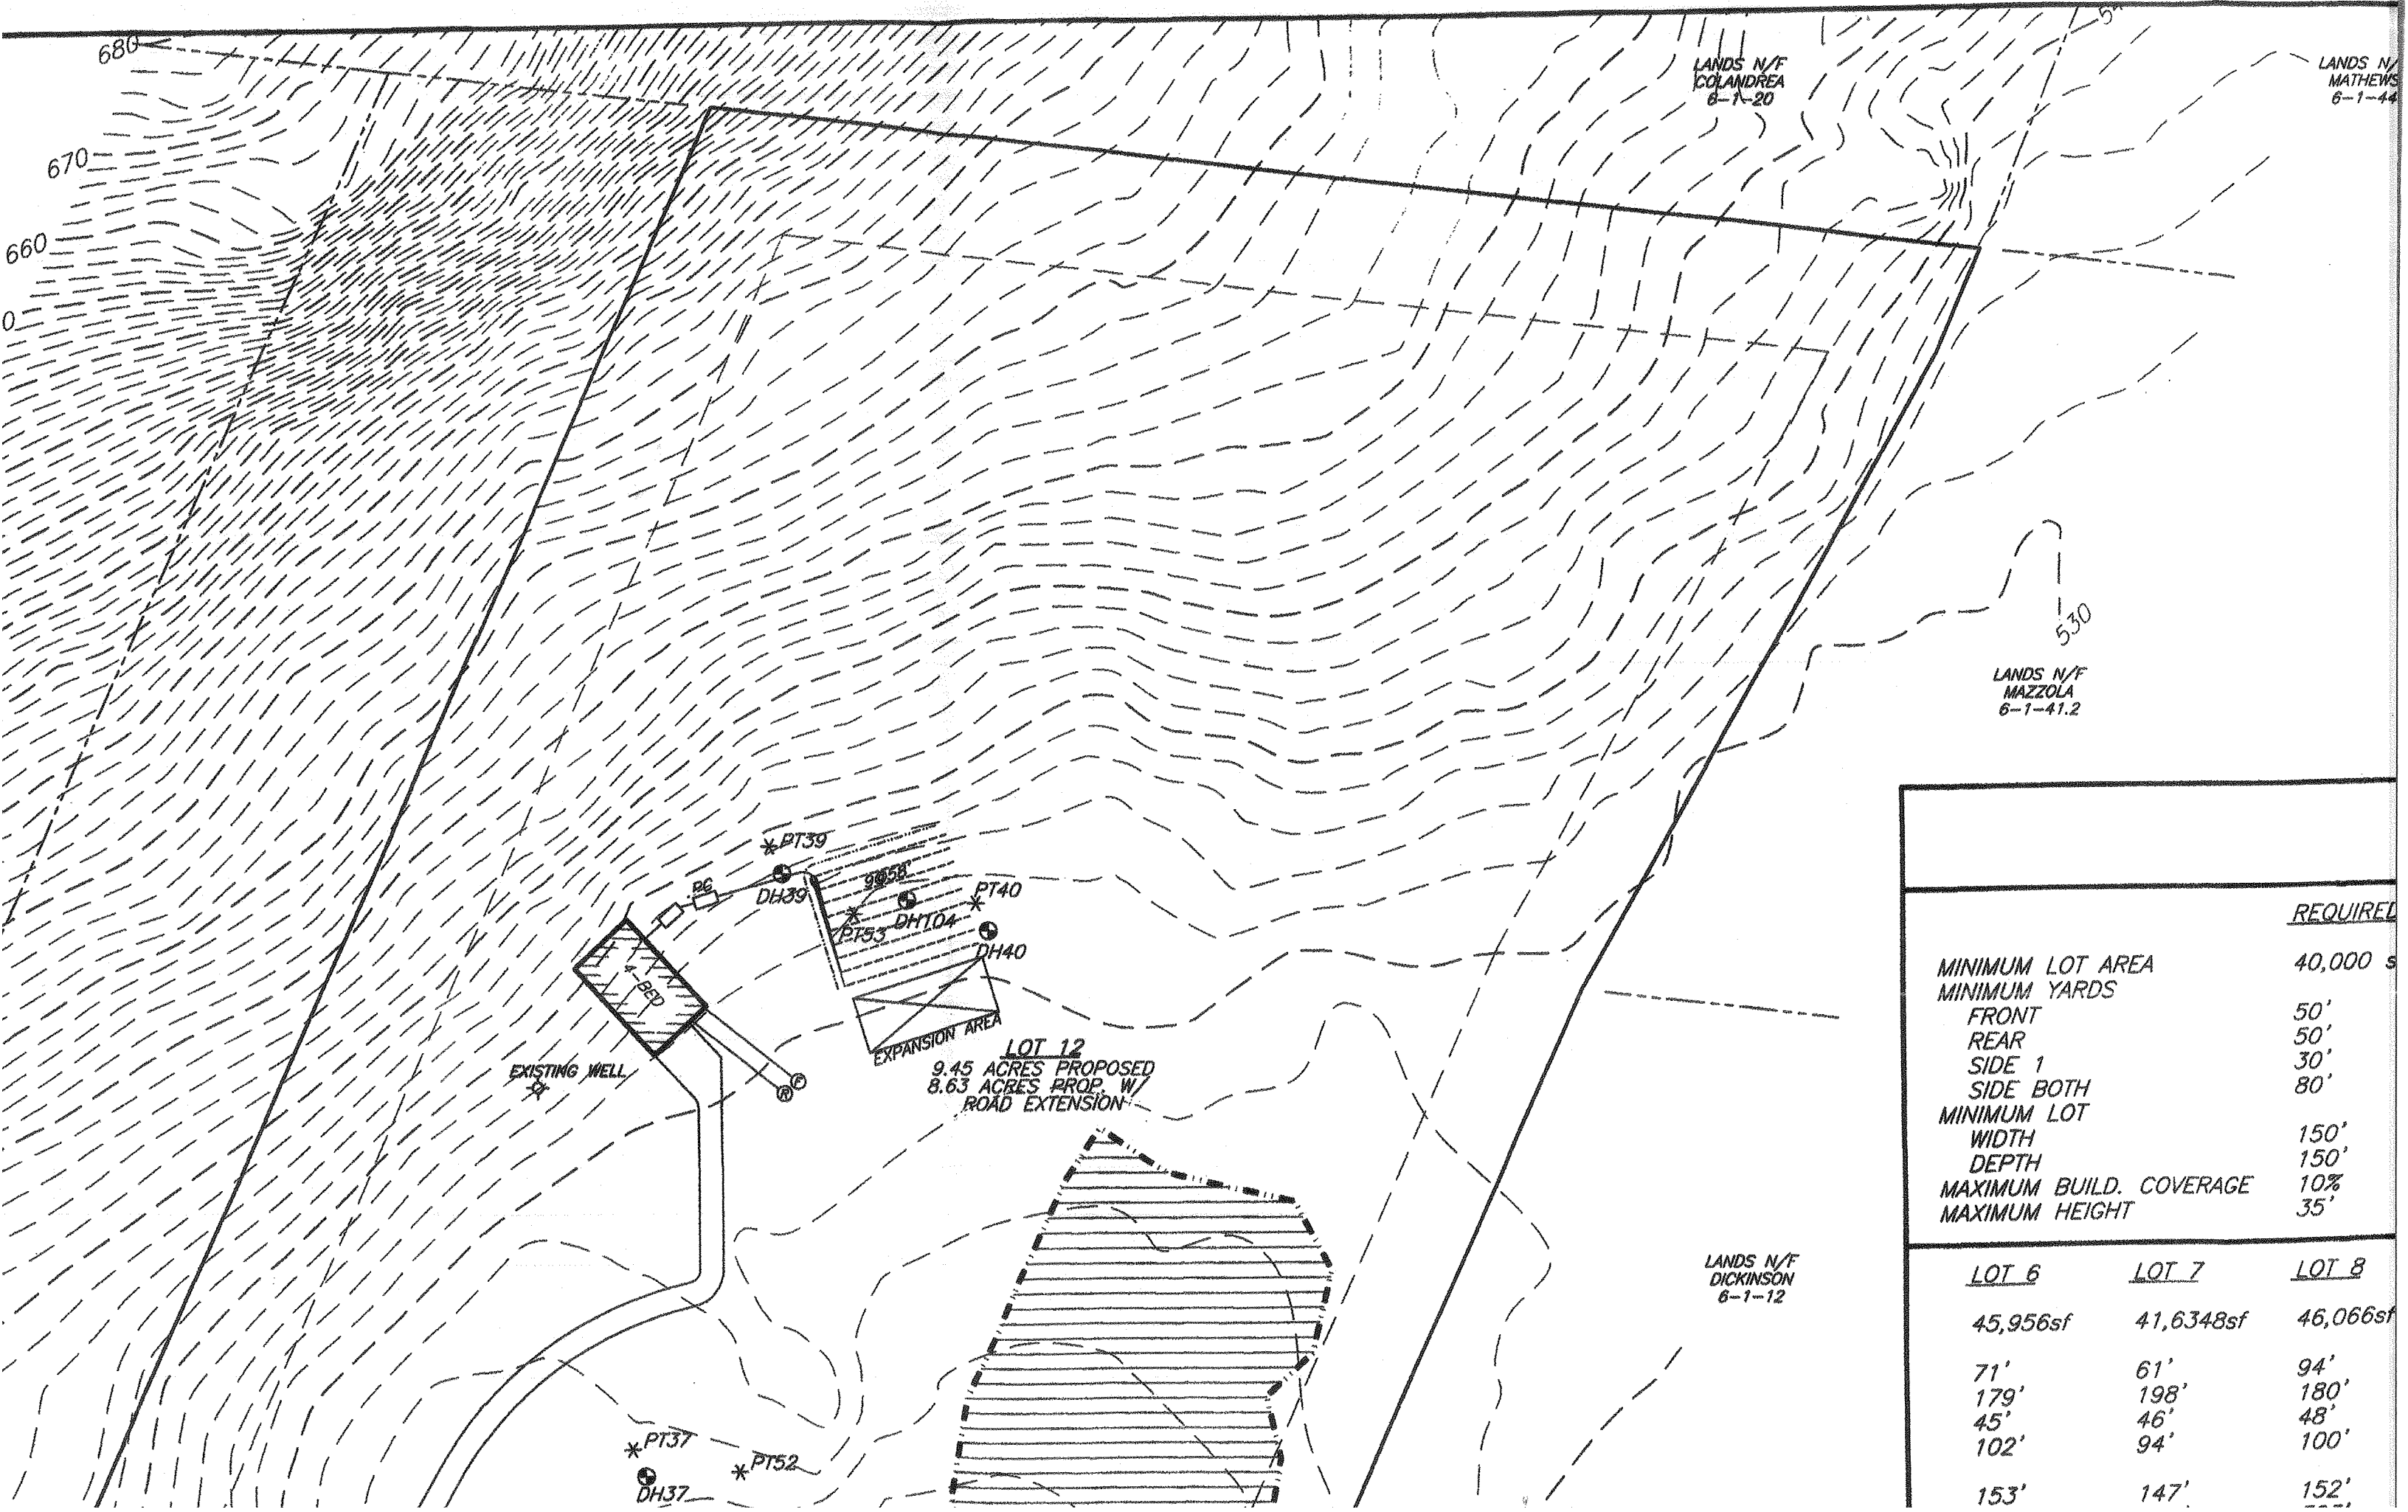 680
670
660
0
LANDS N/F
COLANDREA
6-1-20
LANDS N/
MATHEWS
6-1-44
530
LANDS N/F
MAZZOLA
6-1-41.2
PT39
DH39
PC
PT53
DH104
PT40
DH40
4-BED
EXPANSION AREA
EXISTING WELL
F
R
LOT 12
9.45 ACRES PROPOSED
8.63 ACRES PROP. W/
ROAD EXTENSION
LANDS N/F
DICKINSON
6-1-12
PT37
DH37
PT52
REQUIRED
MINIMUM LOT AREA 40,000 s
MINIMUM YARDS
FRONT 50'
REAR 50'
SIDE 1 30'
SIDE BOTH 80'
MINIMUM LOT
WIDTH 150'
DEPTH 150'
MAXIMUM BUILD. COVERAGE 10%
MAXIMUM HEIGHT 35'
LOT 6 LOT 7 LOT 8
45,956sf 41,6348sf 46,066sf
71' 61' 94'
179' 198' 180'
45' 46' 48'
102' 94' 100'
153' 147' 152'